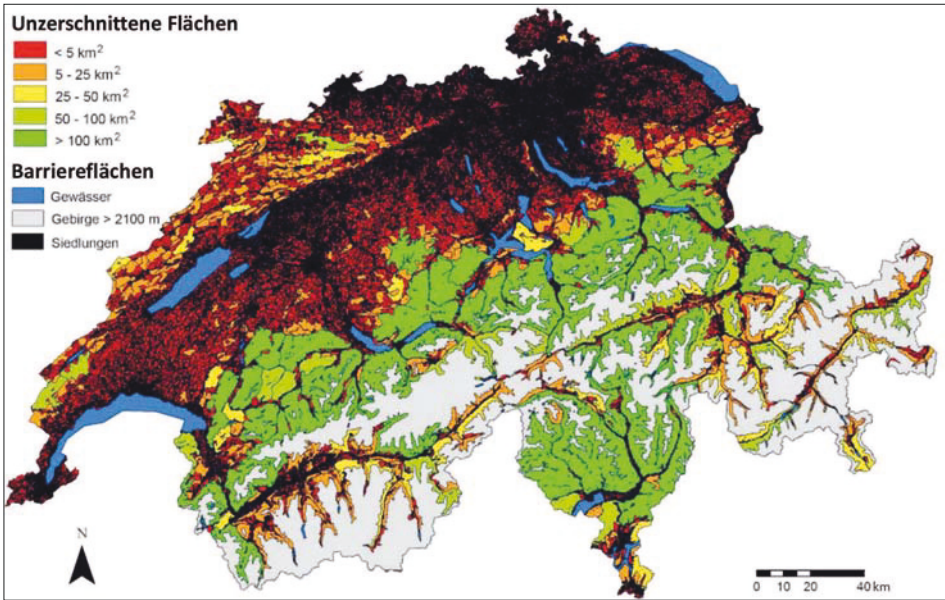 Unzerschnittene Flächen
< 5 km²
5 - 25 km²
25 - 50 km²
50 - 100 km²
> 100 km²
Barriereflächen
Gewässer
Gebirge > 2100 m
Siedlungen
N
0 10 20 40 km